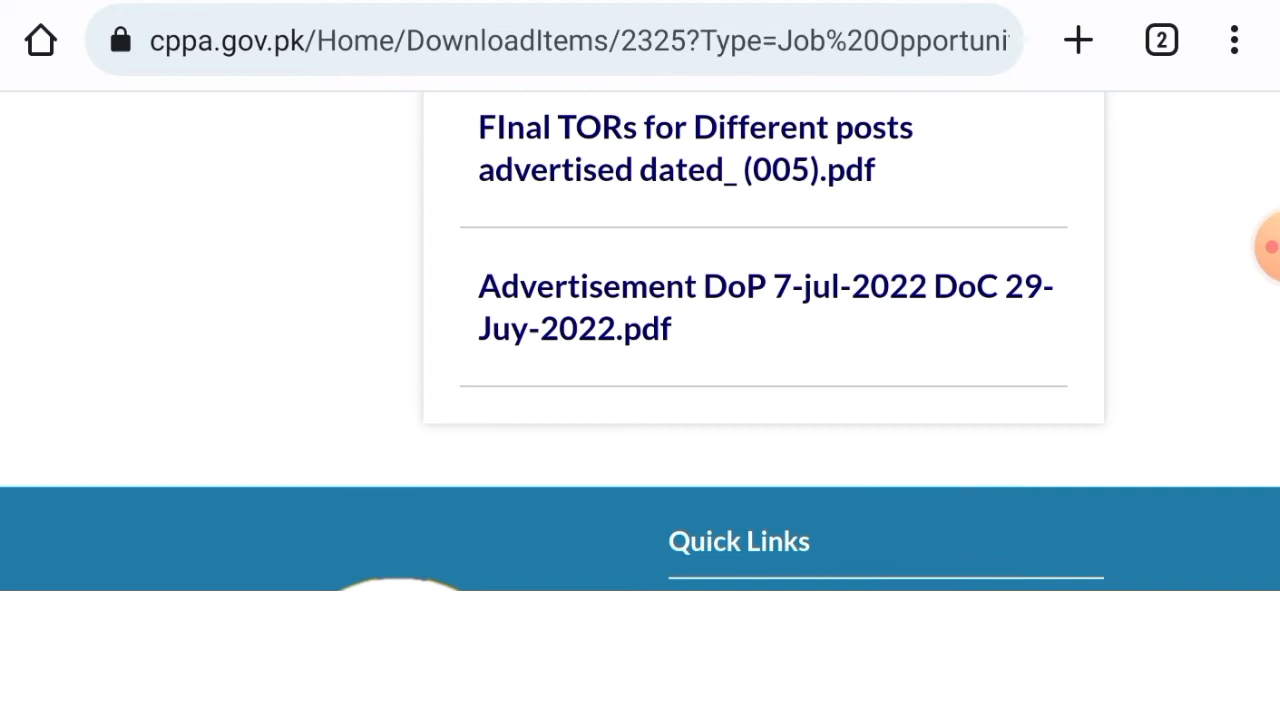 cppa.gov.pk/Home/DownloadItems/2325?Type=Job%20Opportuni
2
FInal TORs for Different posts
advertised dated_ (005).pdf
Advertisement DoP 7-jul-2022 DoC 29-
Juy-2022.pdf
Quick Links